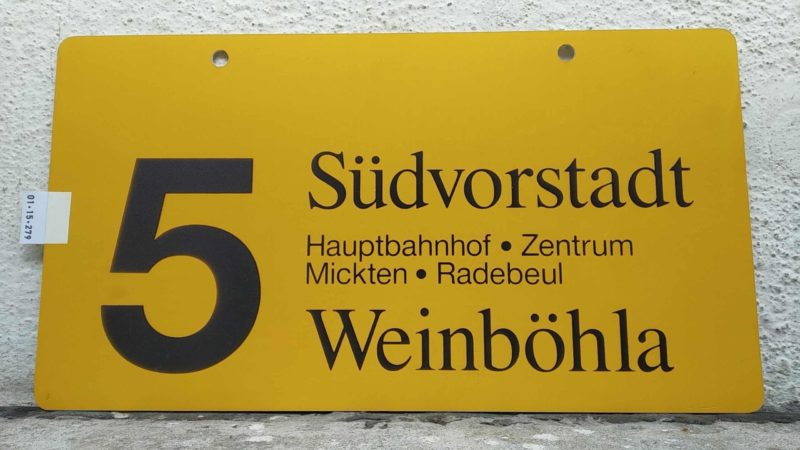 01-15-279
5
Südvorstadt
Hauptbahnhof • Zentrum
Mickten • Radebeul
Weinböhla